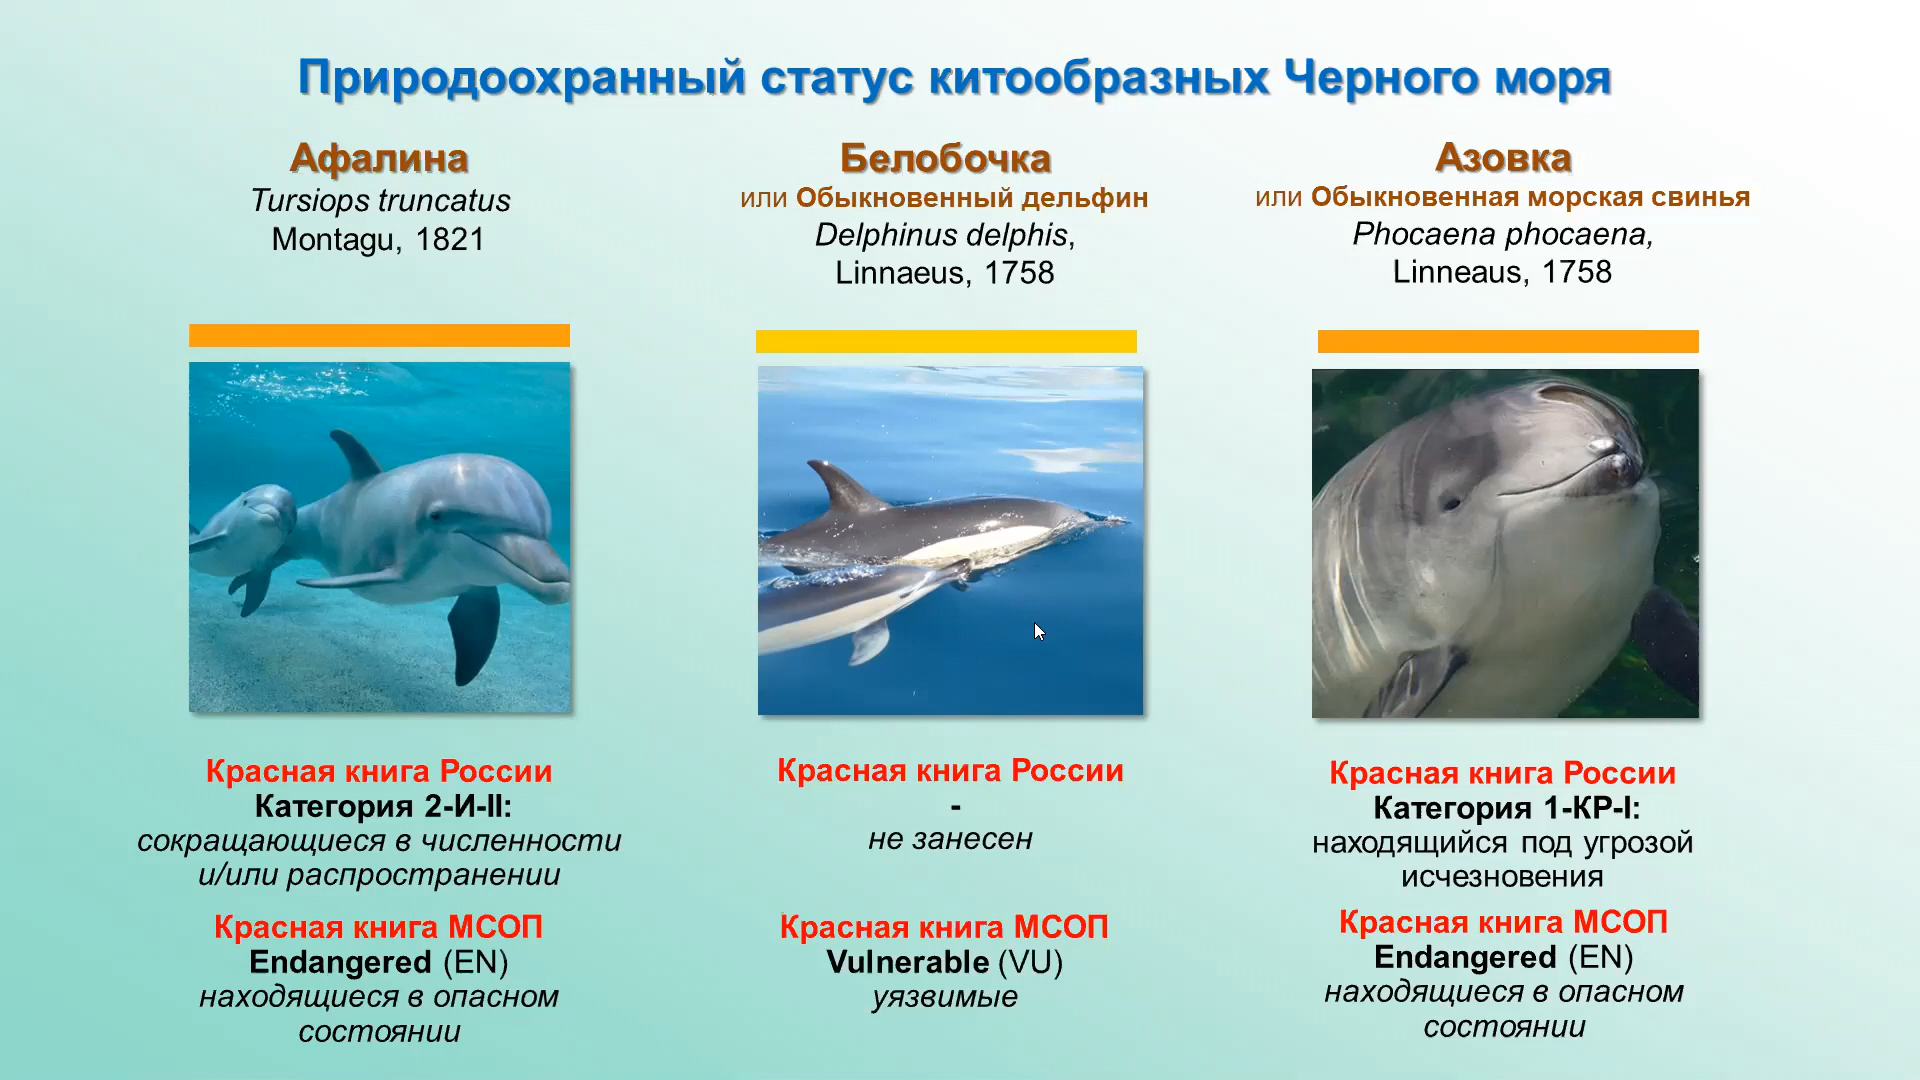 Природоохранный статус китообразных Черного моря
Афалина
Tursiops truncatus
Montagu, 1821
Белобочка
или Обыкновенный дельфин
Delphinus delphis,
Linnaeus, 1758
Азовка
или Обыкновенная морская свинья
Phocaena phocaena,
Linneaus, 1758
Красная книга России
Категория 2-И-II:
сокращающиеся в численности
и/или распространении
Красная книга МСОП
Endangered (EN)
находящиеся в опасном
состоянии
Красная книга России
-
не занесен
Красная книга МСОП
Vulnerable (VU)
уязвимые
Красная книга России
Категория 1-КР-I:
находящийся под угрозой
исчезновения
Красная книга МСОП
Endangered (EN)
находящиеся в опасном
состоянии